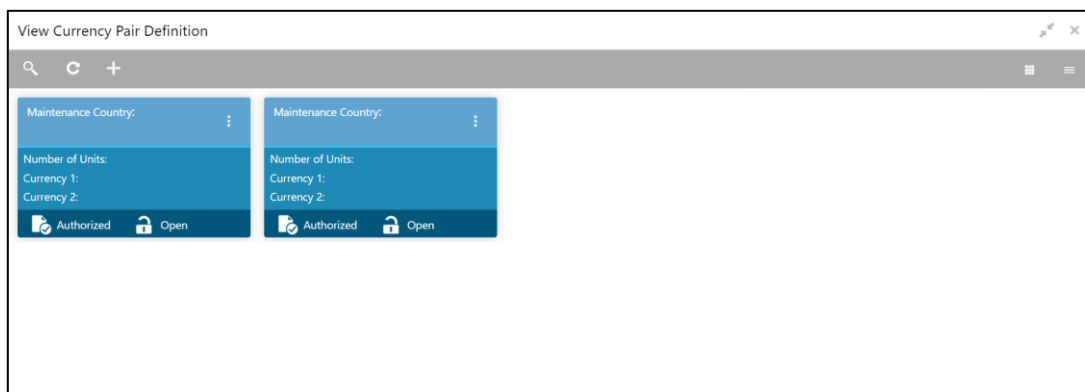 View Currency Pair Definition
Maintenance Country:
Number of Units:
Currency 1:
Currency 2:
Authorized Open
Maintenance Country:
Number of Units:
Currency 1:
Currency 2:
Authorized Open